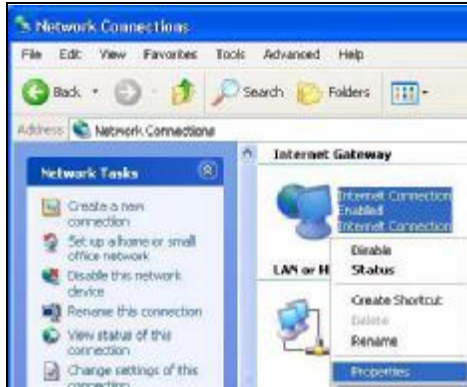 Network Connections
File Edit View Favorites Tools Advanced Help
Back Search Folders
Address Network Connections
Network Tasks
Create a new
connection
Set up a home or small
office network
Disable this network
device
Rename this connection
View status of this
connection
Change settings of this
connection
Internet Gateway
Internet Connection
Enabled
Internet Connection
LAN or H
Disable
Status
Create Shortcut
Delete
Rename
Properties